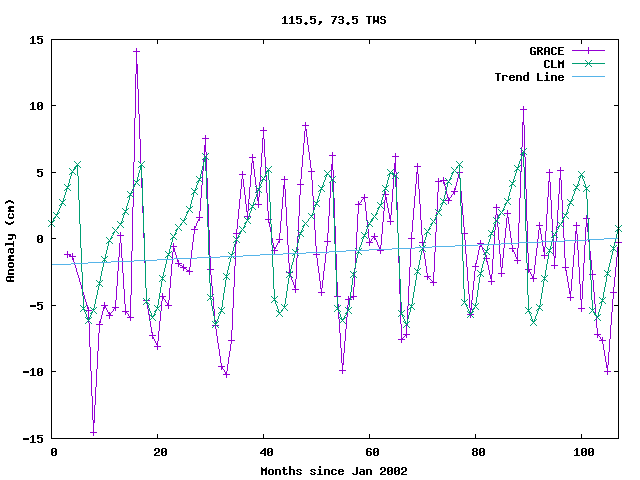 115.5, 73.5 TWS
GRACE
CLM
Trend Line
15
10
5
0
-5
-10
-15
Anomaly (cm)
0 20 40 60 80 100
Months since Jan 2002